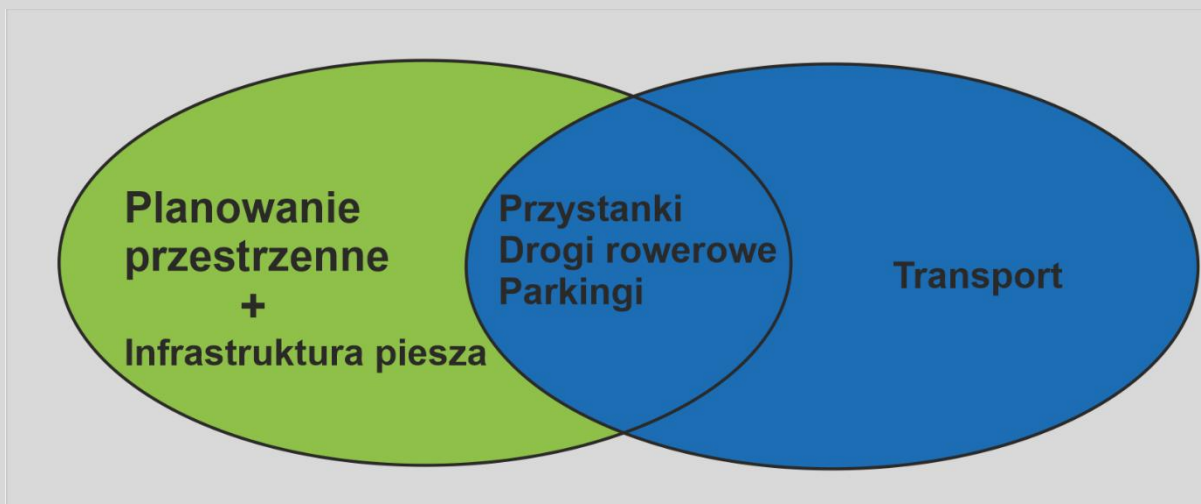 Planowanie
przestrzenne
+
Infrastruktura piesza
Przystanki
Drogi rowerowe
Parkingi
Transport